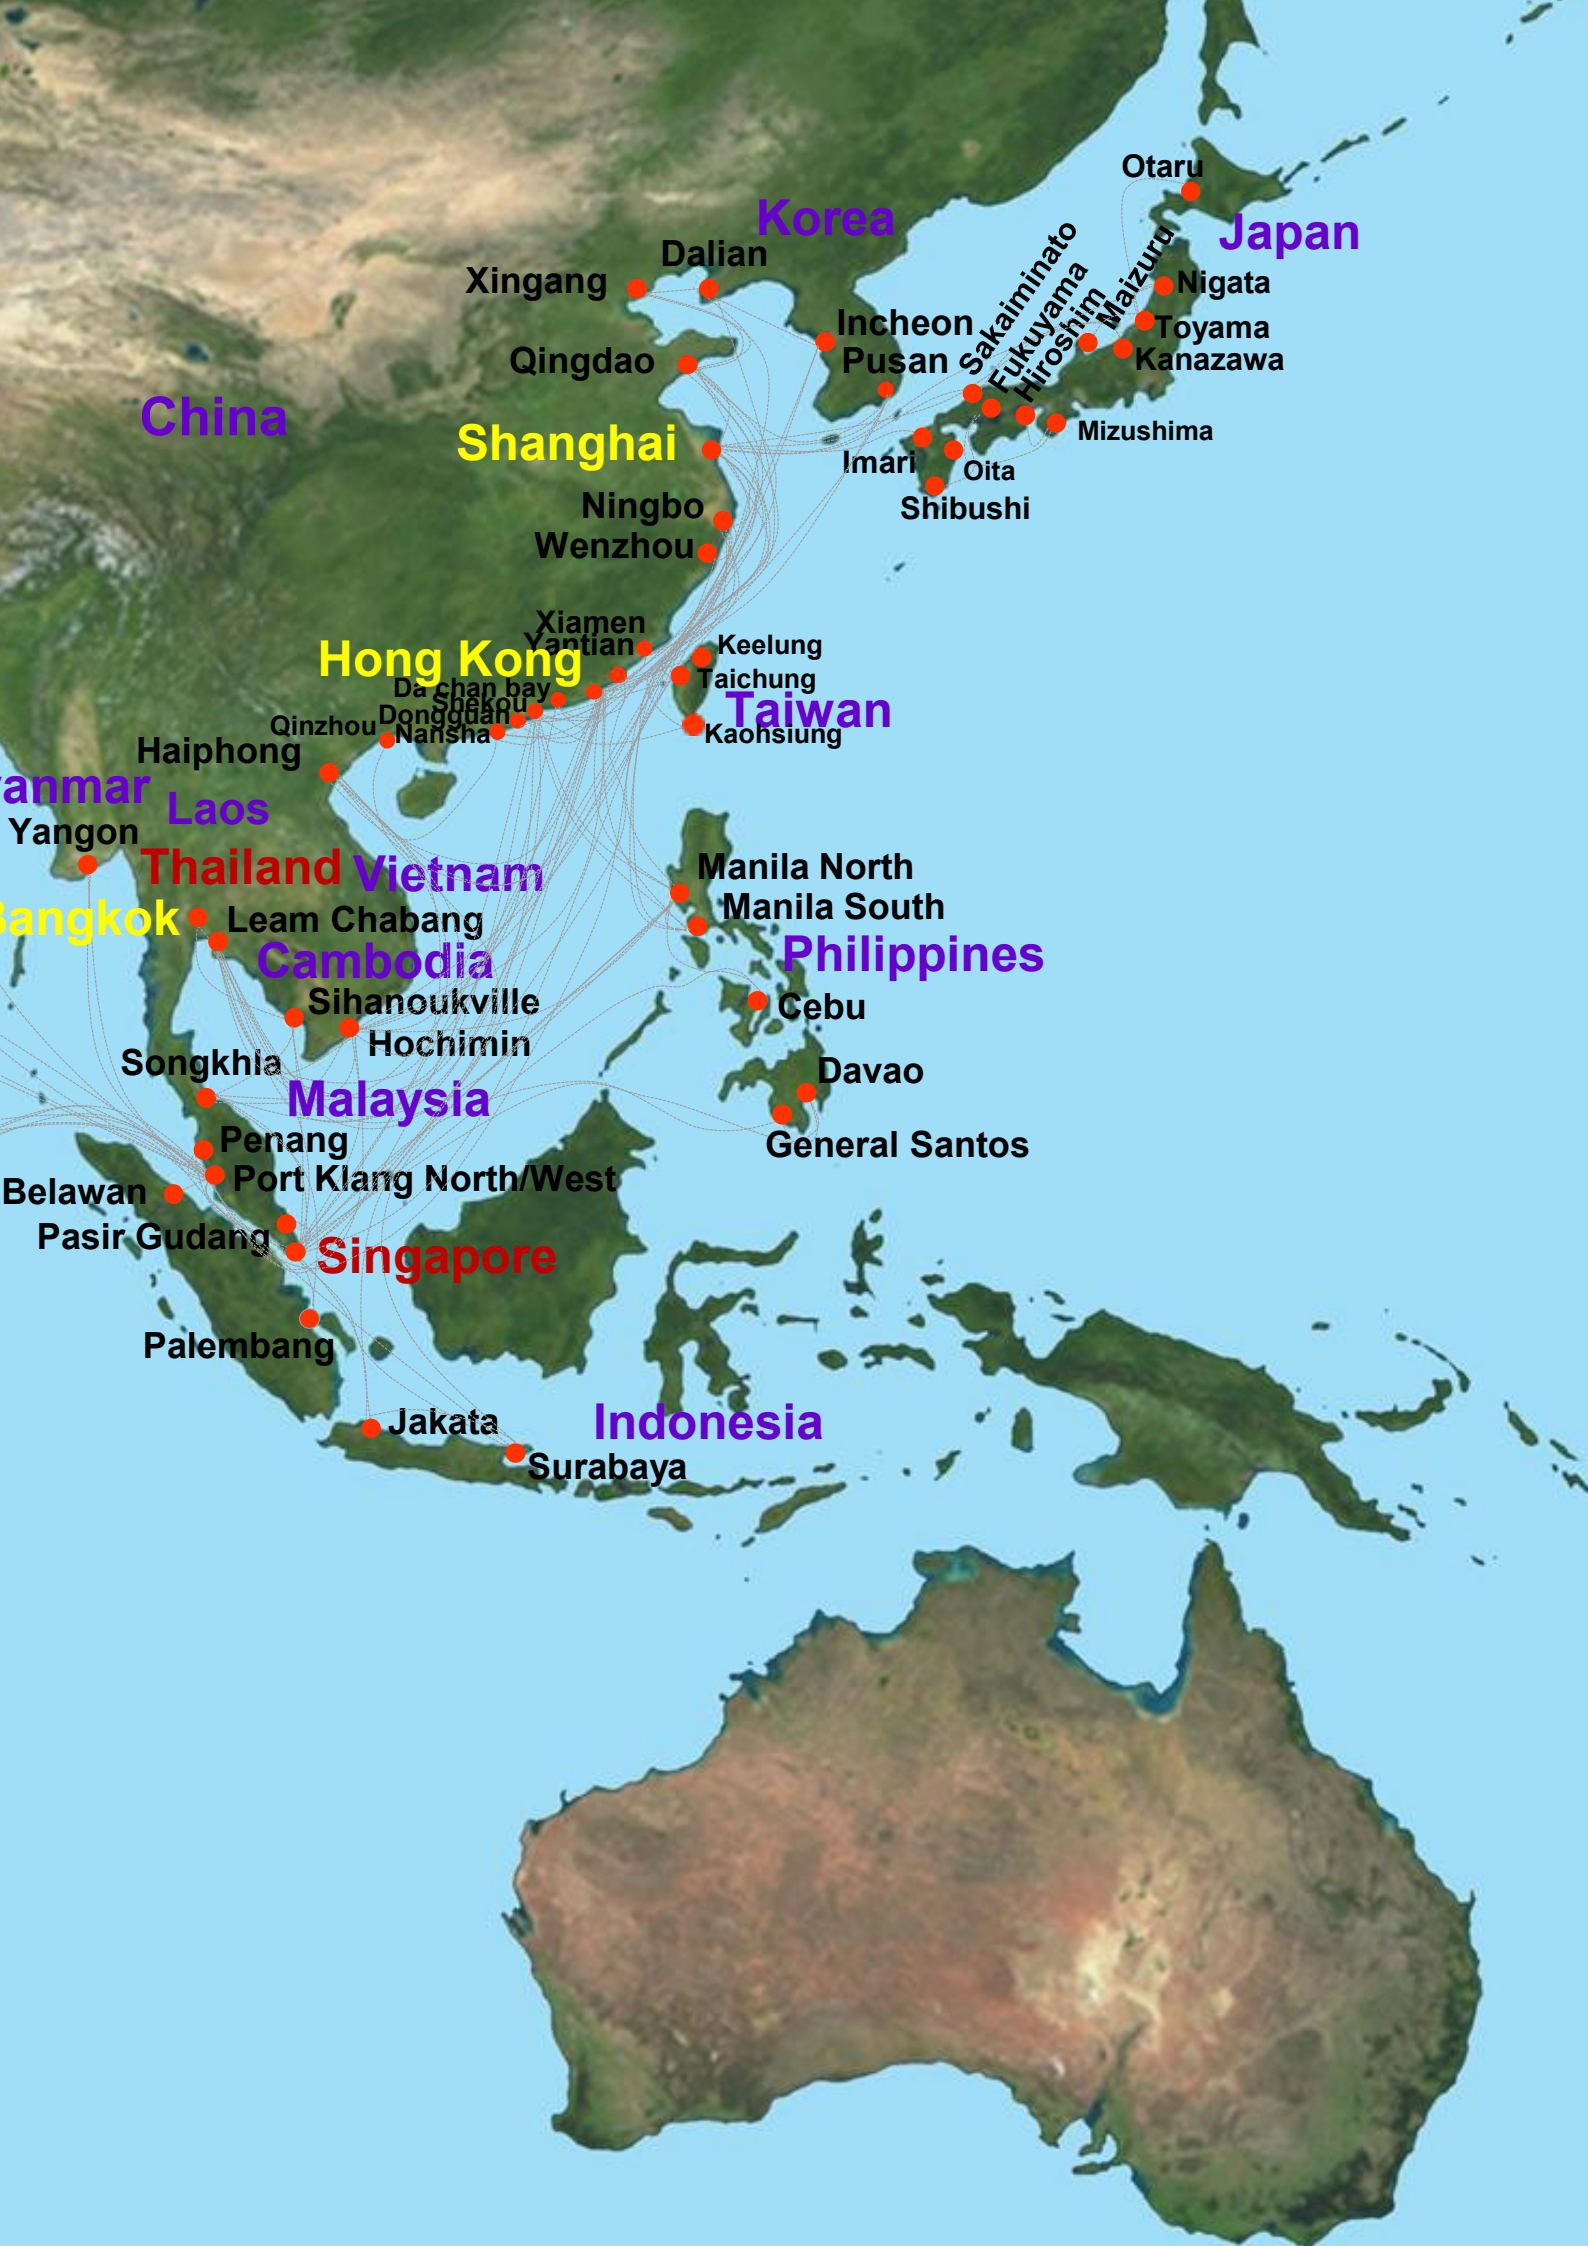 Otaru
Korea
Japan
Sakaiminato
Fukuyama
Hiroshim
Maizuru
Dalian
Xingang
Nigata
Incheon
Toyama
Pusan
Kanazawa
Qingdao
China
Shanghai
Mizushima
Imari
Oita
Shibushi
Ningbo
Wenzhou
Xiamen
Yantian
Keelung
Hong Kong
Taichung
Da chan bay
Shekou
Taiwan
Dongguan
Qinzhou
Nansha
Kaohsiung
Haiphong
anmar
Laos
Yangon
Thailand
Vietnam
Manila North
Manila South
Bangkok
Leam Chabang
Cambodia
Philippines
Sihanoukville
Cebu
Hochimin
Songkhla
Davao
Malaysia
Penang
General Santos
Port Klang North/West
Belawan
Pasir Gudang
Singapore
Palembang
Jakata
Indonesia
Surabaya